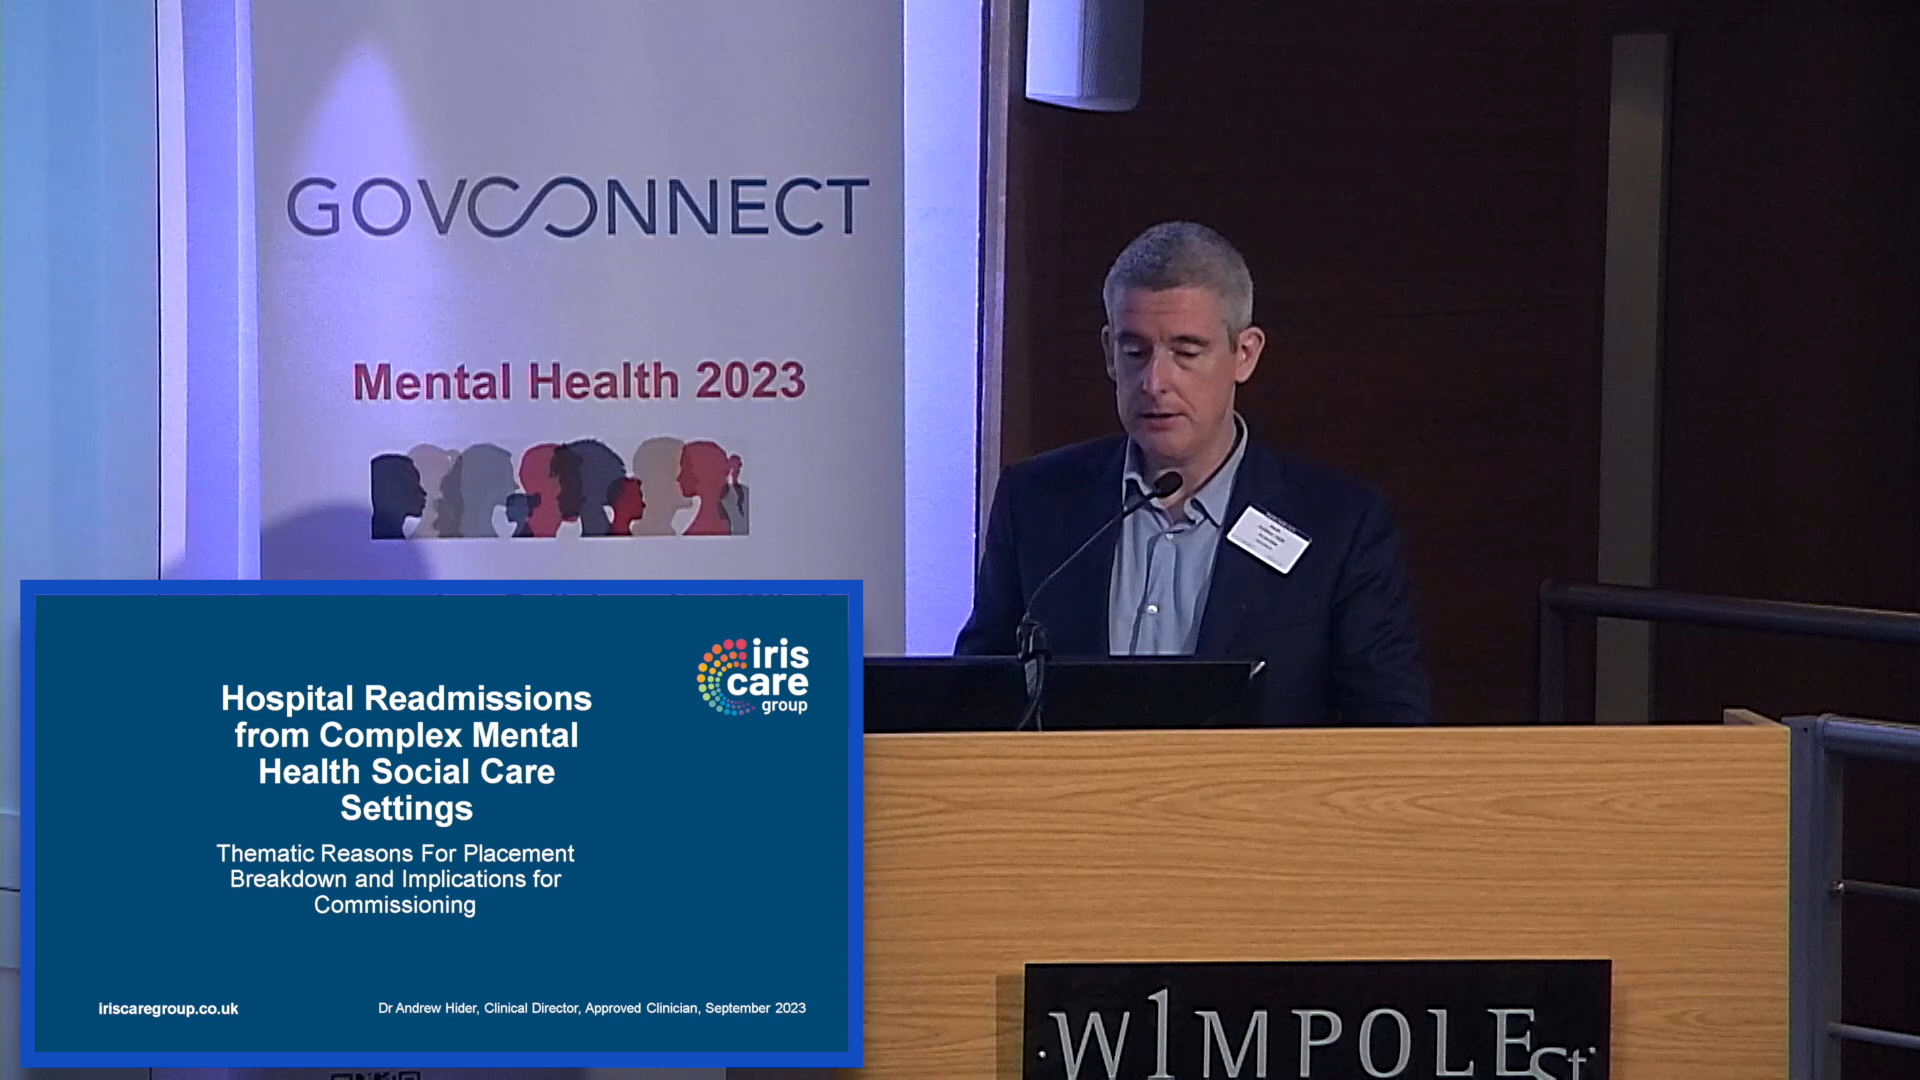 GOVCONNECT
Mental Health 2023
iris
care
group
Hospital Readmissions
from Complex Mental
Health Social Care
Settings
Thematic Reasons For Placement
Breakdown and Implications for
Commissioning
iriscaregroup.co.uk
Dr Andrew Hider, Clinical Director, Approved Clinician, September 2023
W1MPOLE St